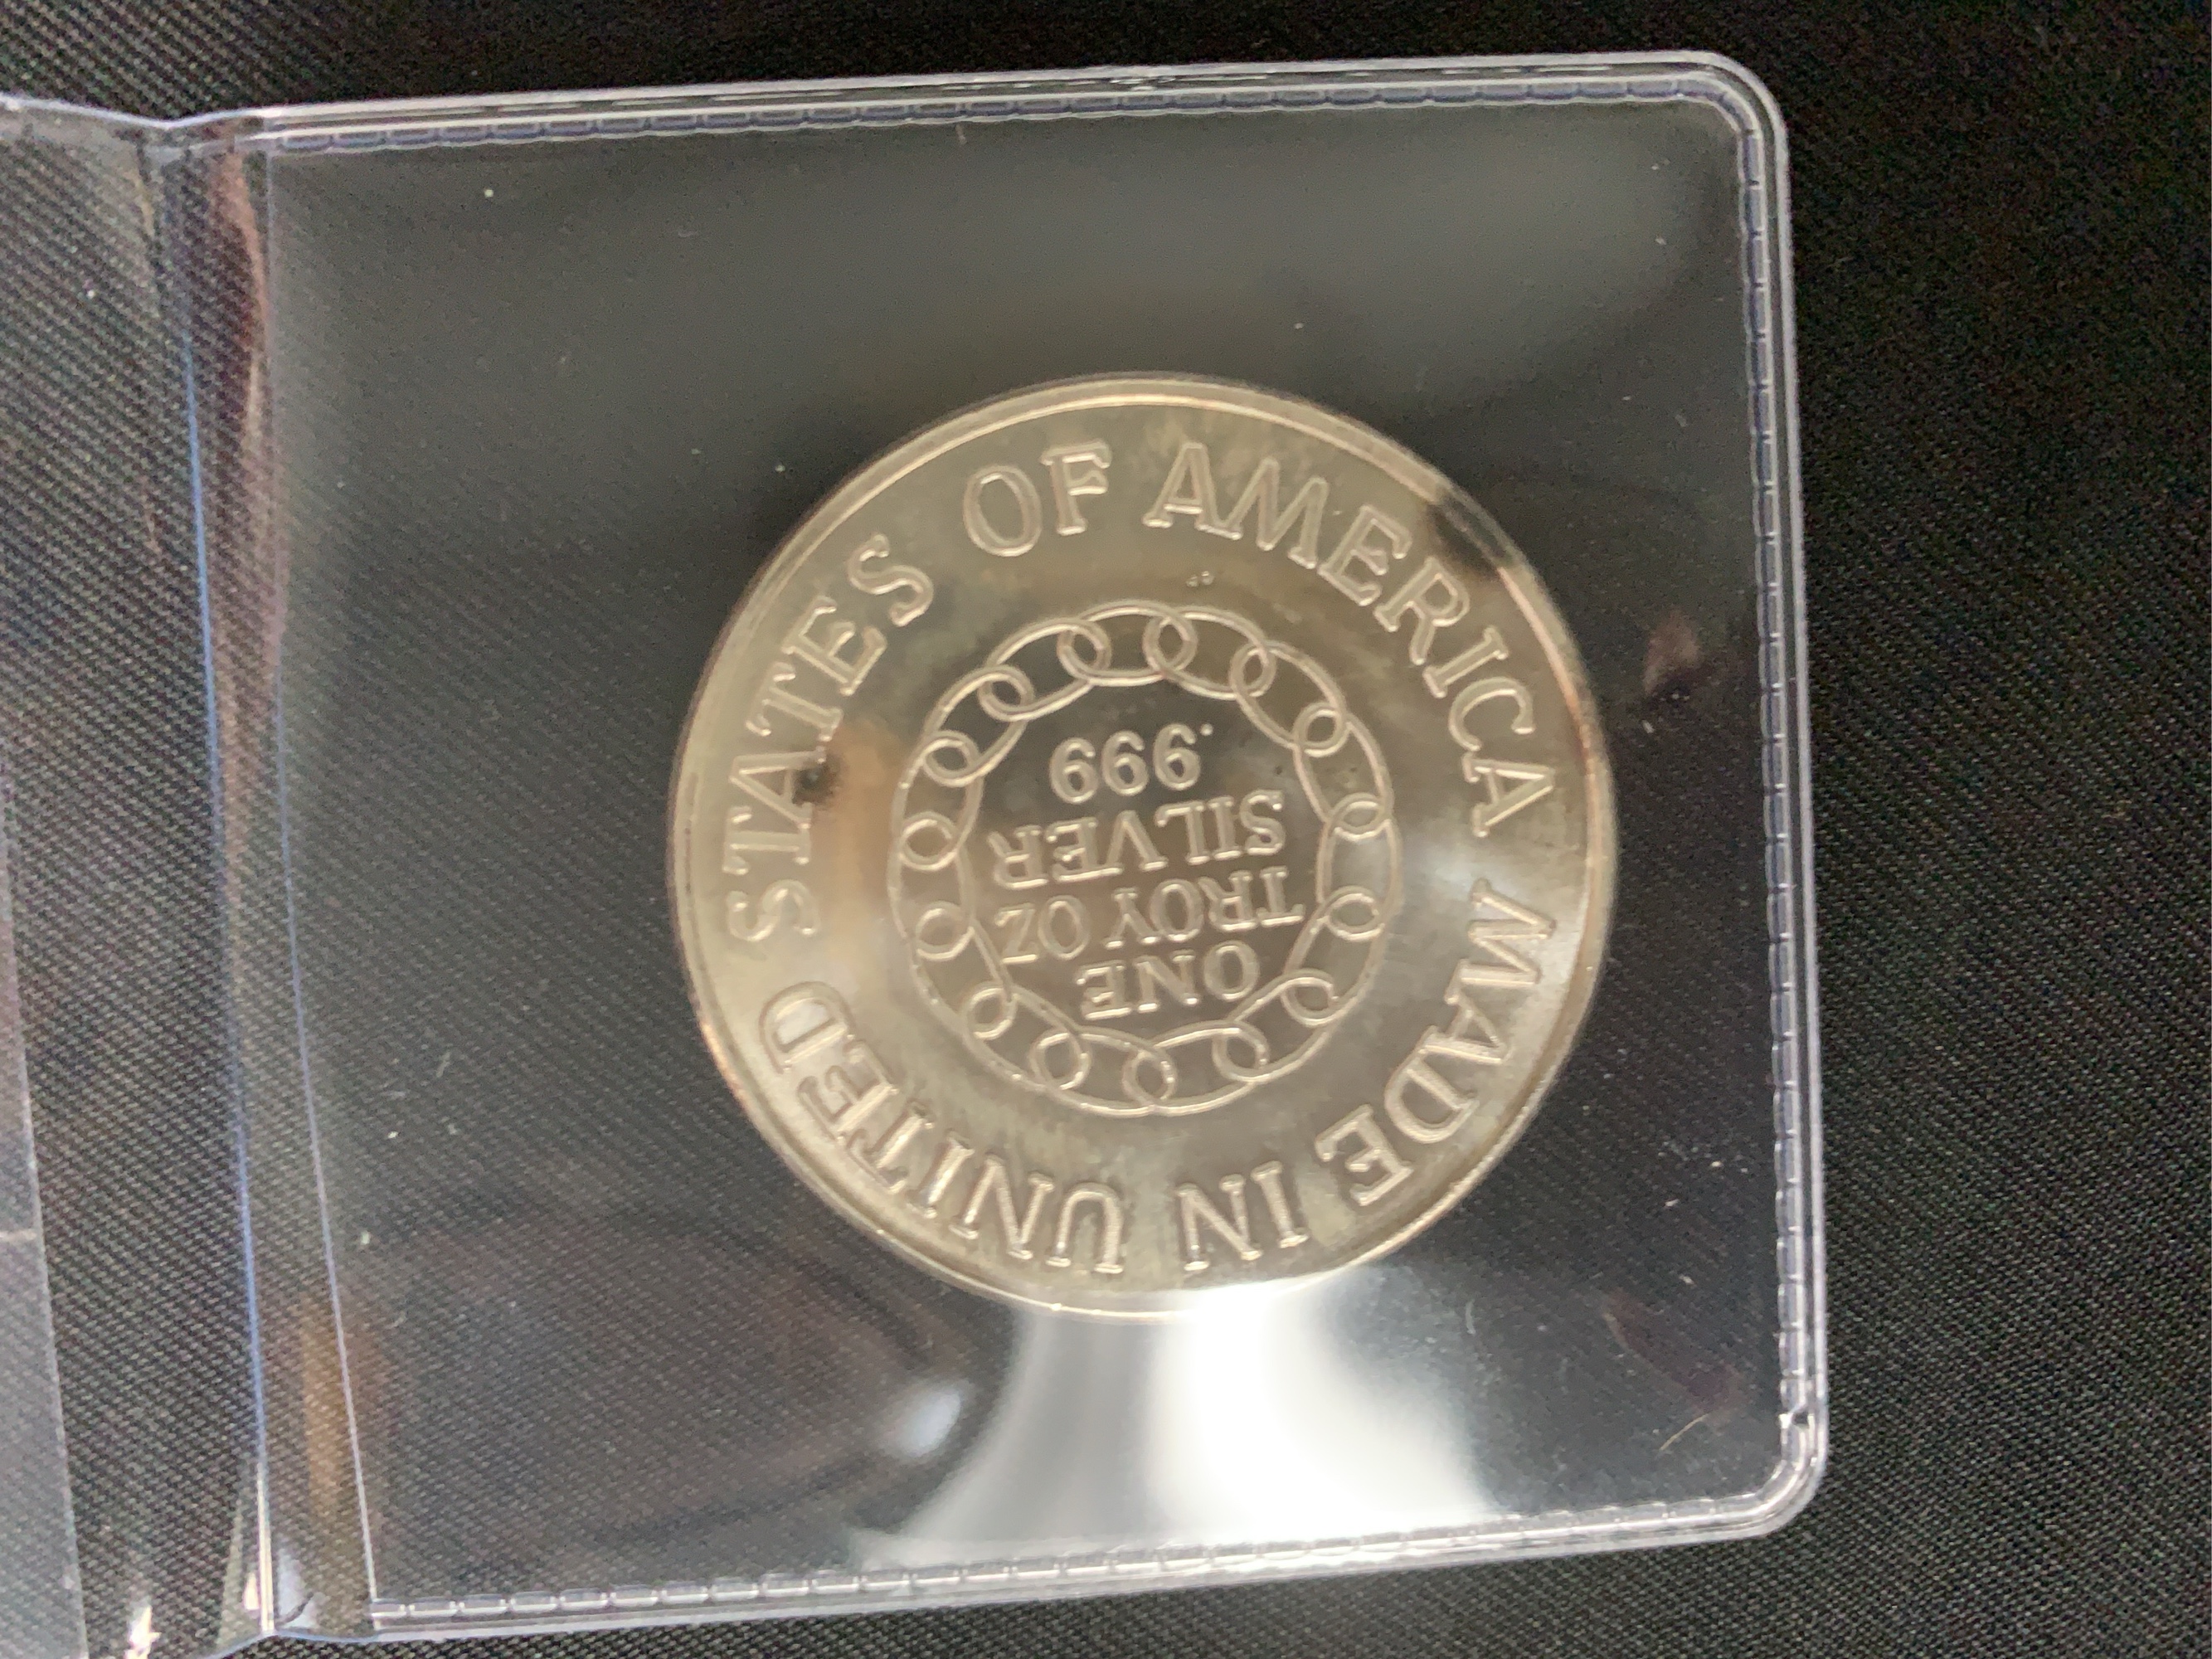 MADE IN UNITED STATES OF AMERICA
ONE
TROY OZ
SILVER
.999